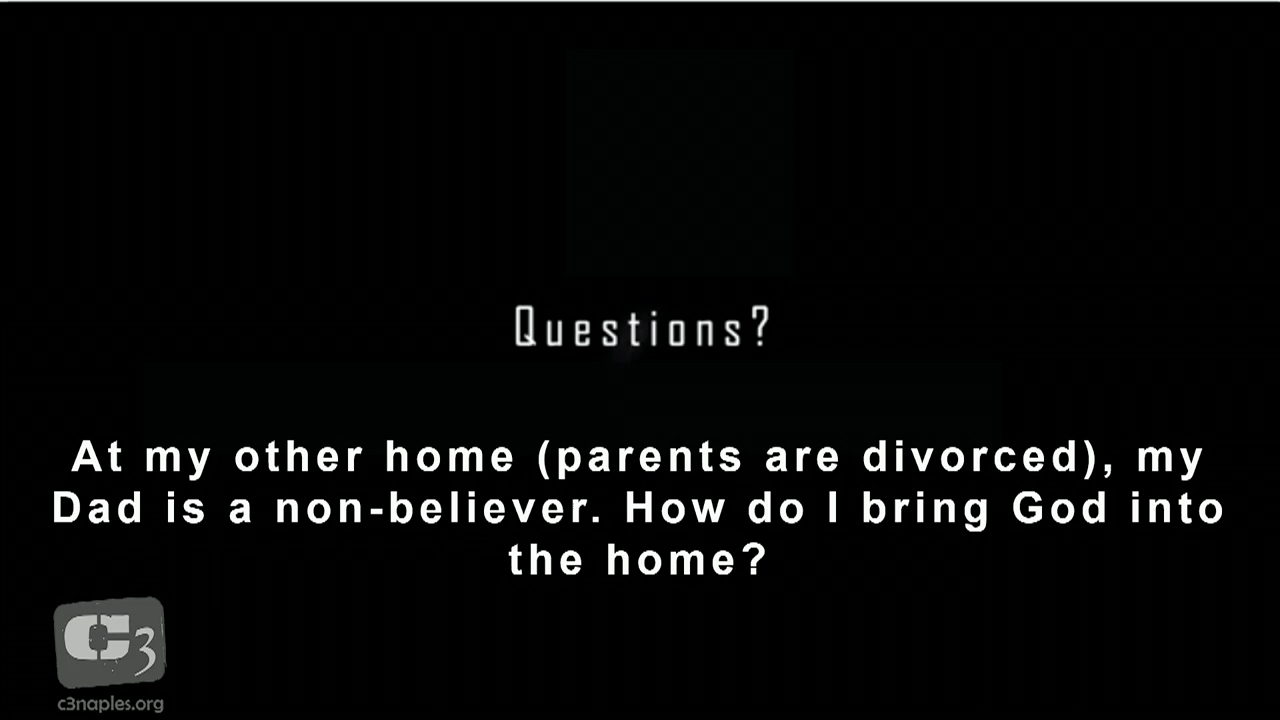 Questions?
At my other home (parents are divorced), my
Dad is a non-believer. How do I bring God into
the home?
C3
c3naples.org